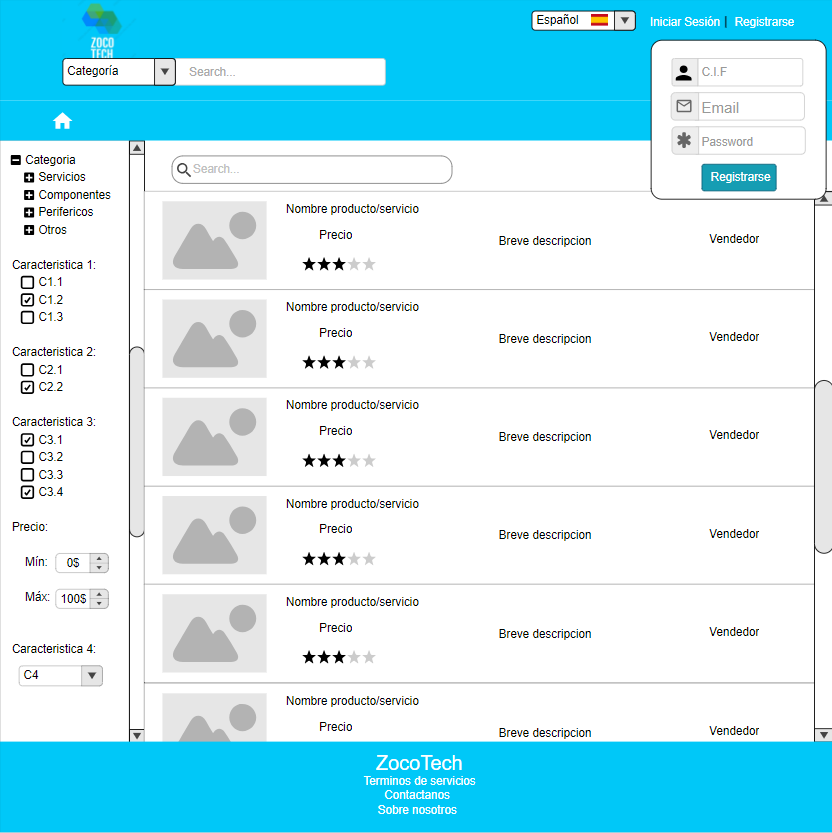 ZOCO
TECH
Español
Iniciar Sesión | Registrarse
Categoría
Search...
C.I.F
Email
Password
Registrarse
Categoria
Servicios
Componentes
Perifericos
Otros
Caracteristica 1:
C1.1
C1.2
C1.3
Caracteristica 2:
C2.1
C2.2
Caracteristica 3:
C3.1
C3.2
C3.3
C3.4
Precio:
Mín: 0$
Máx: 100$
Caracteristica 4:
C4
Search...
Nombre producto/servicio
Precio
Breve descripcion
Vendedor
Nombre producto/servicio
Precio
Breve descripcion
Vendedor
Nombre producto/servicio
Precio
Breve descripcion
Vendedor
Nombre producto/servicio
Precio
Breve descripcion
Vendedor
Nombre producto/servicio
Precio
Breve descripcion
Vendedor
Nombre producto/servicio
Precio
Breve descripcion
Vendedor
ZocoTech
Terminos de servicios
Contactanos
Sobre nosotros